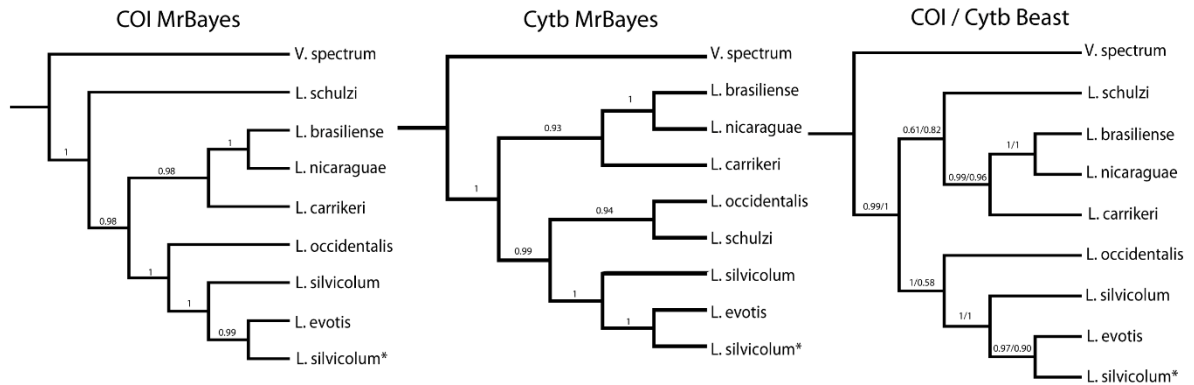 COI MrBayes
V. spectrum
L. schulzi
L. brasiliense
1
L. nicaraguae
0.98
1
L. carrikeri
0.98
L. occidentalis
1
L. silvicolum
1
L. evotis
0.99
L. silvicolum*
Cytb MrBayes
V. spectrum
L. brasiliense
1
L. nicaraguae
0.93
L. carrikeri
1
L. occidentalis
0.94
L. schulzi
0.99
L. silvicolum
1
L. evotis
1
L. silvicolum*
COI / Cytb Beast
V. spectrum
L. schulzi
0.61/0.82
L. brasiliense
1/1
L. nicaraguae
0.99/0.96
L. carrikeri
0.99/1
L. occidentalis
1/0.58
L. silvicolum
1/1
L. evotis
0.97/0.90
L. silvicolum*